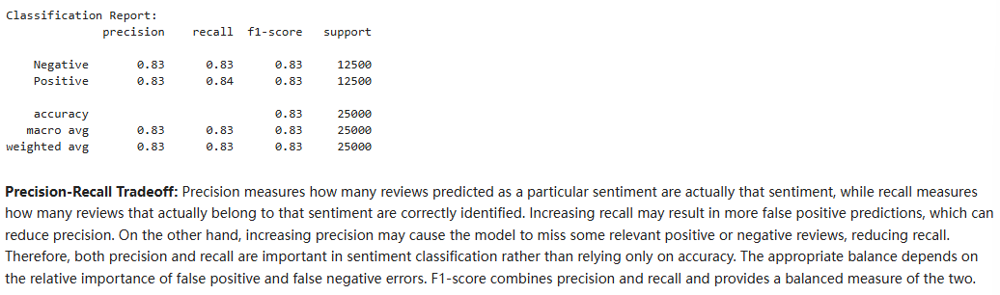 Classification Report:
precision recall f1-score support
Negative 0.83 0.83 0.83 12500
Positive 0.83 0.84 0.83 12500
accuracy 0.83 25000
macro avg 0.83 0.83 0.83 25000
weighted avg 0.83 0.83 0.83 25000
Precision-Recall Tradeoff: Precision measures how many reviews predicted as a particular sentiment are actually that sentiment, while recall measures
how many reviews that actually belong to that sentiment are correctly identified. Increasing recall may result in more false positive predictions, which can
reduce precision. On the other hand, increasing precision may cause the model to miss some relevant positive or negative reviews, reducing recall.
Therefore, both precision and recall are important in sentiment classification rather than relying only on accuracy. The appropriate balance depends on
the relative importance of false positive and false negative errors. F1-score combines precision and recall and provides a balanced measure of the two.